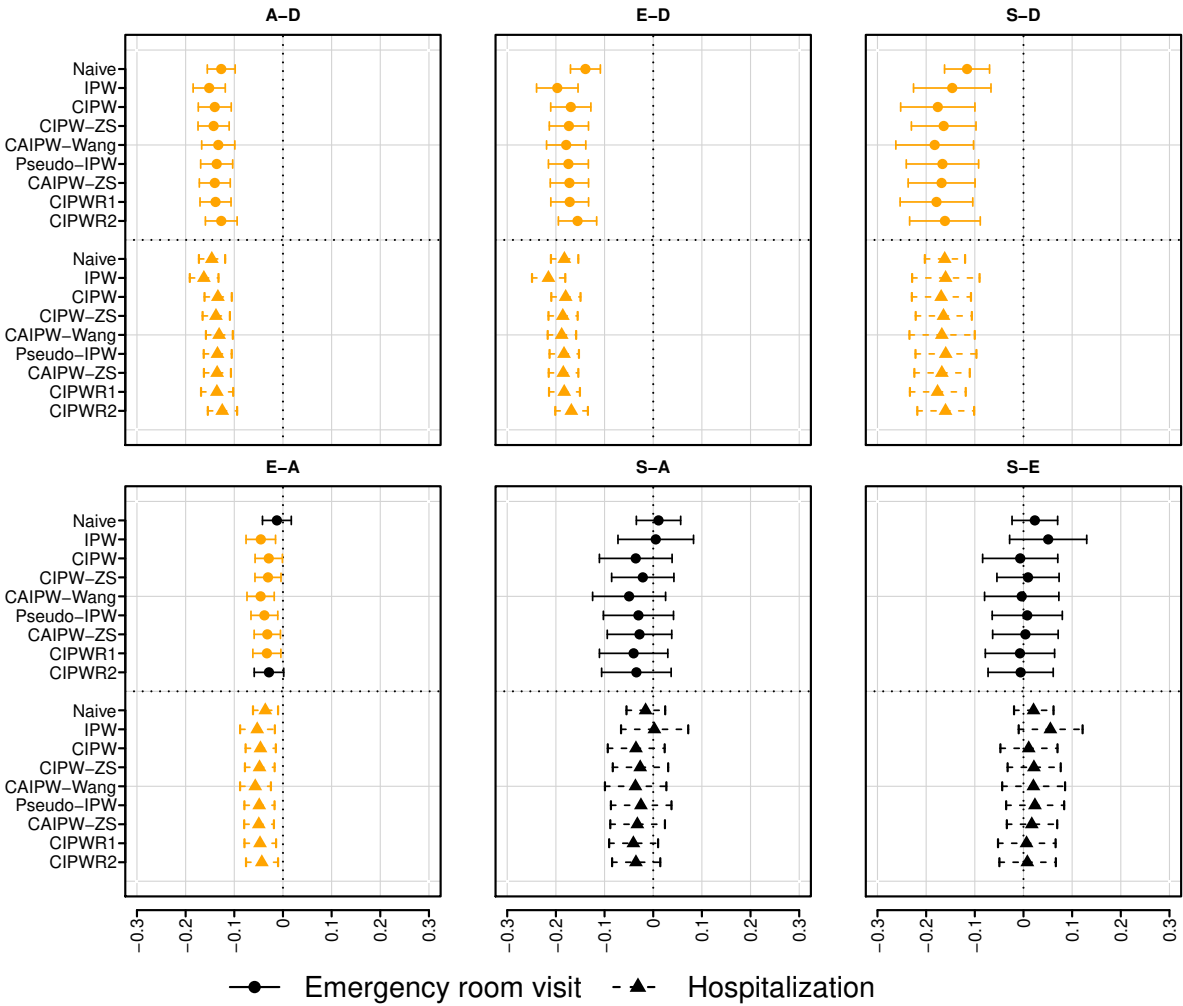 A−D
E−D
S−D
Naive
IPW
CIPW
CIPW−ZS
CAIPW−Wang
Pseudo−IPW
CAIPW−ZS
CIPWR1
CIPWR2
Naive
IPW
CIPW
CIPW−ZS
CAIPW−Wang
Pseudo−IPW
CAIPW−ZS
CIPWR1
CIPWR2
E−A
S−A
S−E
Naive
IPW
CIPW
CIPW−ZS
CAIPW−Wang
Pseudo−IPW
CAIPW−ZS
CIPWR1
CIPWR2
Naive
IPW
CIPW
CIPW−ZS
CAIPW−Wang
Pseudo−IPW
CAIPW−ZS
CIPWR1
CIPWR2
−0.3 −0.2 −0.1 0 0.1 0.2 0.3
−0.3 −0.2 −0.1 0 0.1 0.2 0.3
−0.3 −0.2 −0.1 0 0.1 0.2 0.3
Emergency room visit Hospitalization